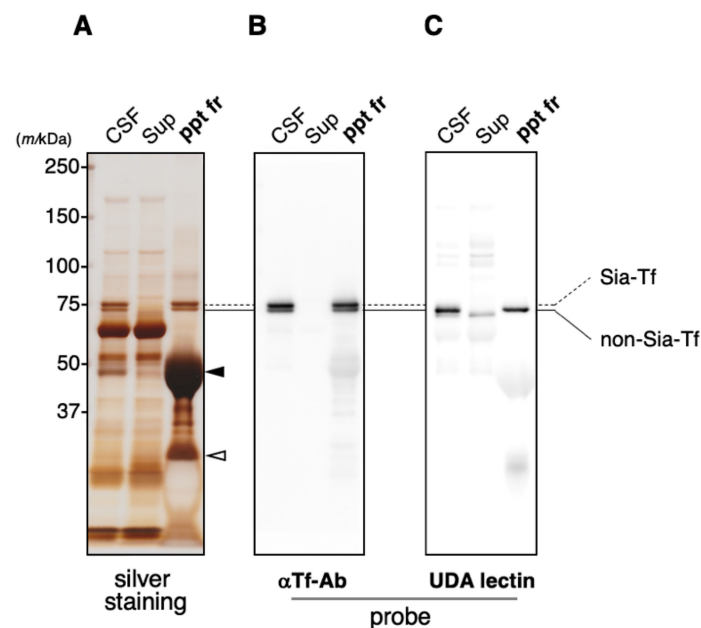 A
B
C
CSF
Sup
ppt fr
CSF
Sup
ppt fr
CSF
Sup
ppt fr
(m/kDa)
250-
150-
100-
75-
50-
37-
Sia-Tf
non-Sia-Tf
silver
staining
αTf-Ab
UDA lectin
probe